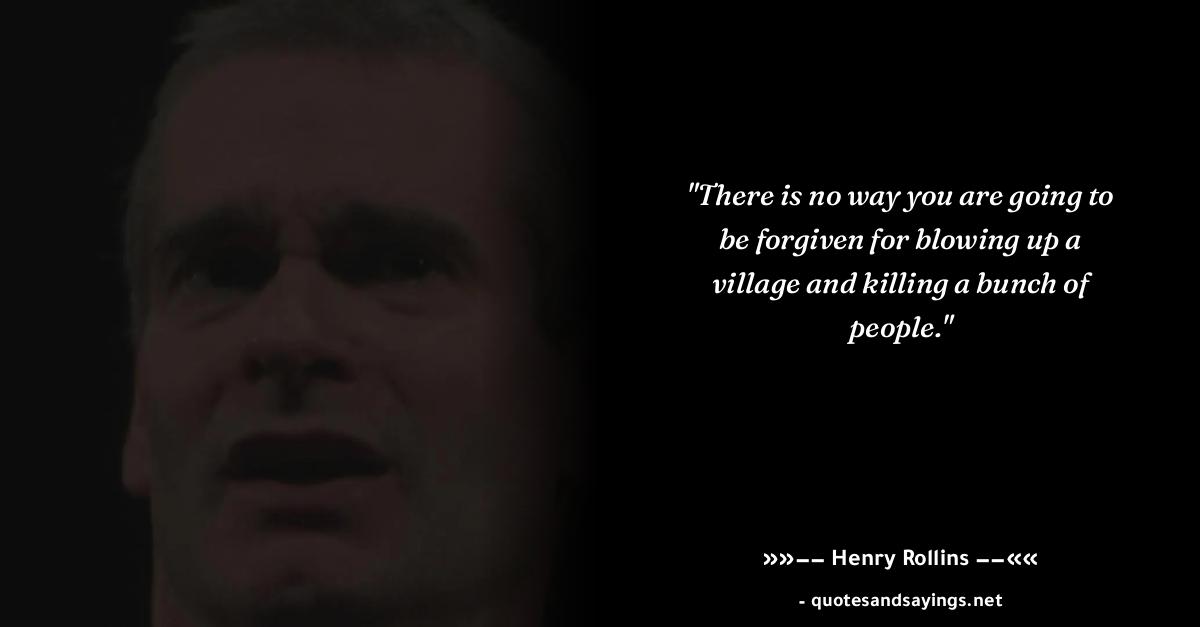 "There is no way you are going to
be forgiven for blowing up a
village and killing a bunch of
people."
»»−− Henry Rollins −−««
- quotesandsayings.net